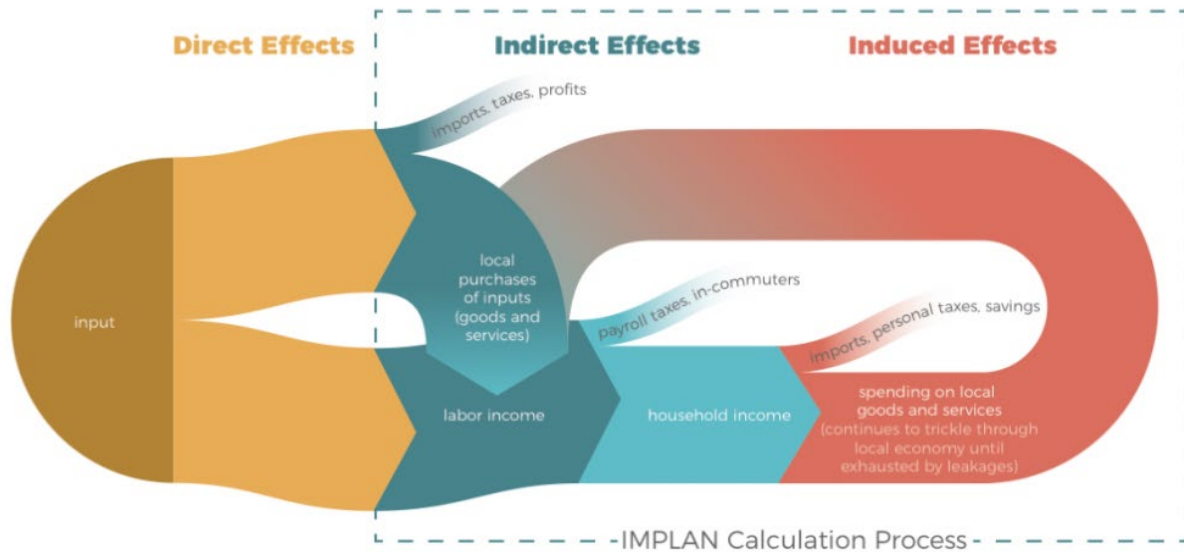 Direct Effects
Indirect Effects
Induced Effects
imports, taxes, profits
local
purchases
of inputs
(goods and
services)
input
payroll taxes, in-commuters
imports, personal taxes, savings
labor income
household income
spending on local
goods and services
(continues to trickle through
local economy until
exhausted by leakages)
IMPLAN Calculation Process